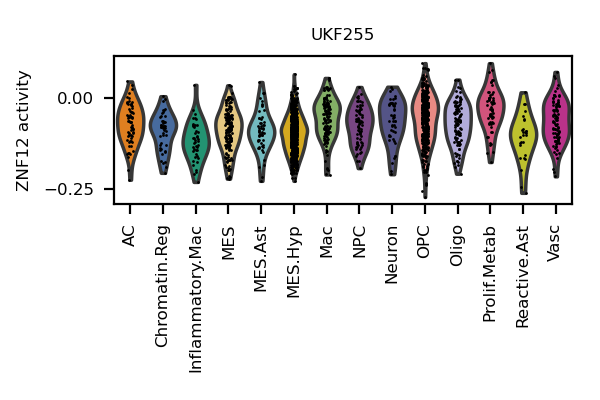 UKF255
ZNF12 activity
0.00
−0.25
AC
Chromatin.Reg
Inflammatory.Mac
MES
MES.Ast
MES.Hyp
Mac
NPC
Neuron
OPC
Oligo
Prolif.Metab
Reactive.Ast
Vasc